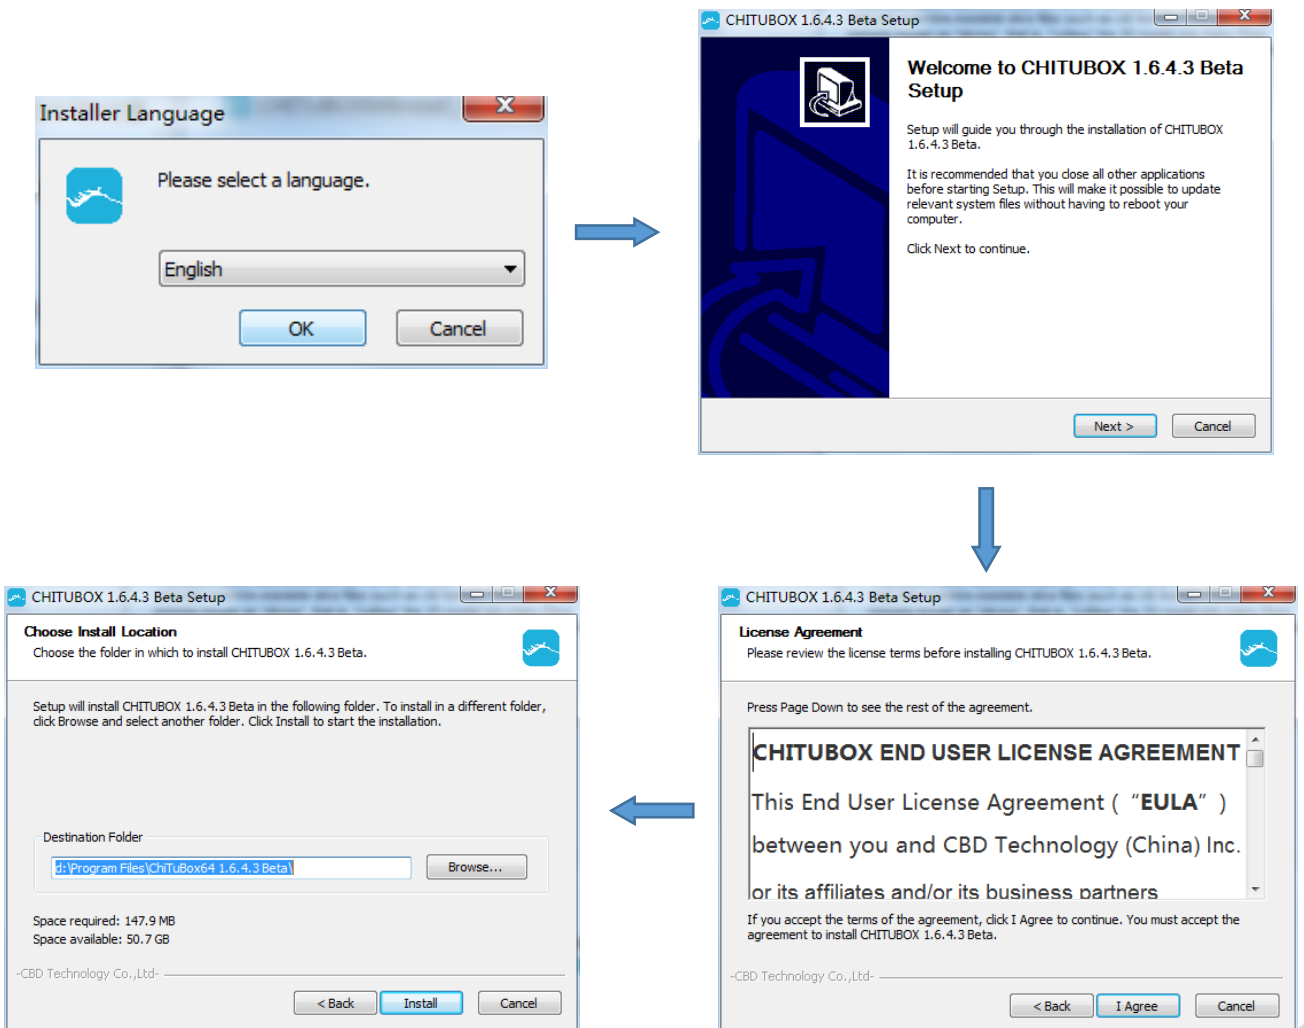 Installer Language
Please select a language.
English
OK
Cancel
CHITUBOX 1.6.4.3 Beta Setup
Welcome to CHITUBOX 1.6.4.3 Beta
Setup
Setup will guide you through the installation of CHITUBOX
1.6.4.3 Beta.
It is recommended that you close all other applications
before starting Setup. This will make it possible to update
relevant system files without having to reboot your
computer.
Click Next to continue.
Next >
Cancel
CHITUBOX 1.6.4.3 Beta Setup
License Agreement
Please review the license terms before installing CHITUBOX 1.6.4.3 Beta.
Press Page Down to see the rest of the agreement.
CHITUBOX END USER LICENSE AGREEMENT
This End User License Agreement ( “EULA” )
between you and CBD Technology (China) Inc.
or its affiliates and/or its business partners
If you accept the terms of the agreement, click I Agree to continue. You must accept the
agreement to install CHITUBOX 1.6.4.3 Beta.
-CBD Technology Co.,Ltd-
< Back
I Agree
Cancel
CHITUBOX 1.6.4.3 Beta Setup
Choose Install Location
Choose the folder in which to install CHITUBOX 1.6.4.3 Beta.
Setup will install CHITUBOX 1.6.4.3 Beta in the following folder. To install in a different folder,
click Browse and select another folder. Click Install to start the installation.
Destination Folder
d:\Program Files\ChiTuBox64 1.6.4.3 Beta\
Browse...
Space required: 147.9 MB
Space available: 50.7 GB
-CBD Technology Co.,Ltd-
< Back
Install
Cancel